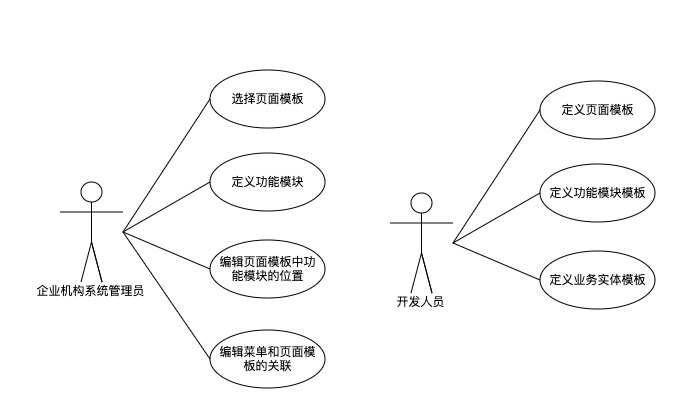 选择页面模板
定义功能模块
编辑页面模板中功
能模块的位置
企业机构系统管理员
编辑菜单和页面模
板的关联
定义页面模板
定义功能模块模板
定义业务实体模板
开发人员